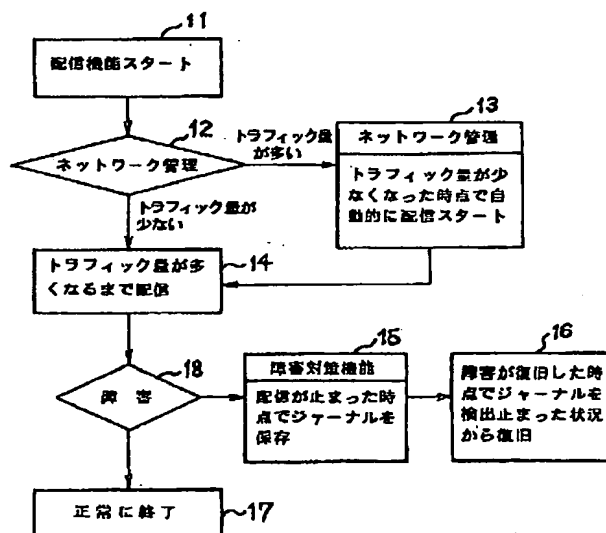 11
配信機能スタート
12
ネットワーク管理
トラフィック量
が多い
13
ネットワーク管理
トラフィック量が少
なくなった時点で自
動的に配信スタート
トラフィック量が
少ない
14
トラフィック量が多
くなるまで配信
18
障害
15
障害対策機能
配信が止まった時
点でジャーナルを
保存
16
障害が復旧した時
点でジャーナルを
検出止まった状況
から復旧
正常に終了
17